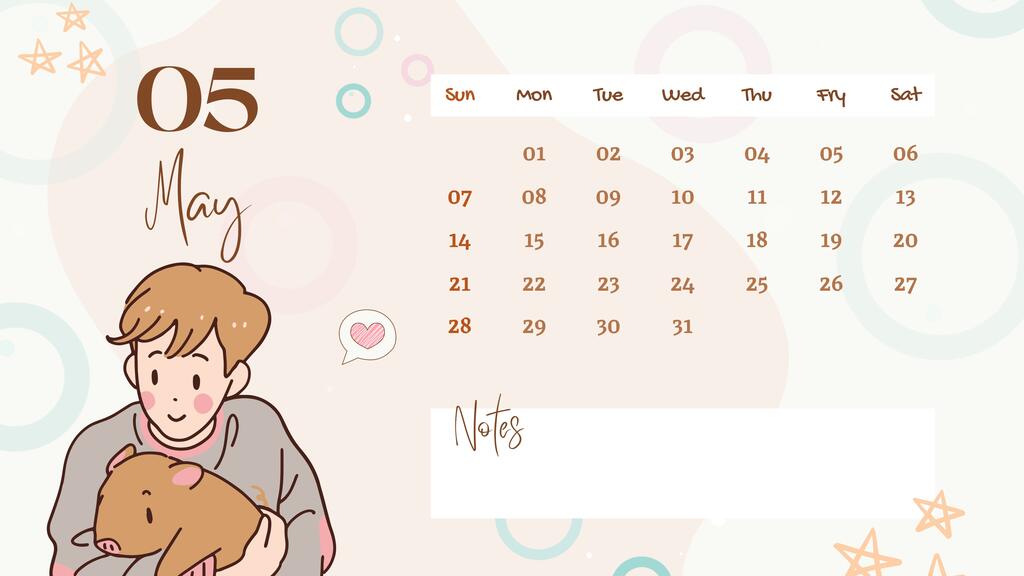 05
May
Sun Mon Tue Wed Thu Fry Sat
01 02 03 04 05 06
07 08 09 10 11 12 13
14 15 16 17 18 19 20
21 22 23 24 25 26 27
28 29 30 31
Notes